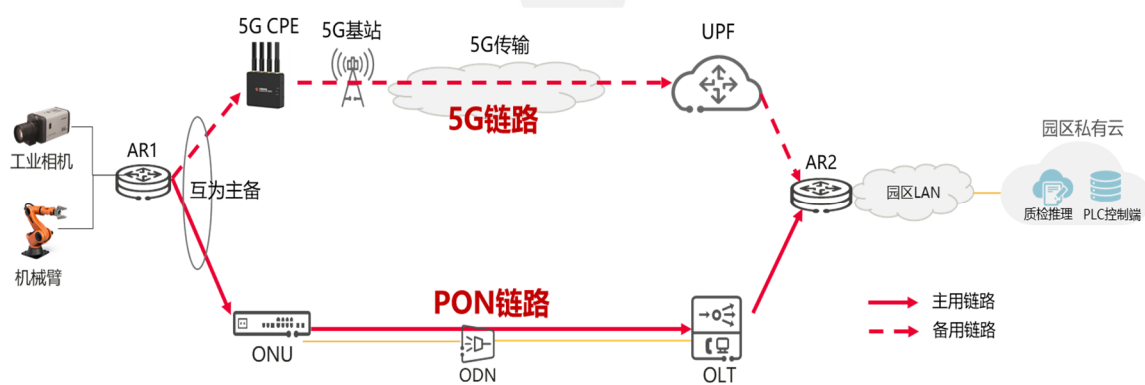 5G CPE
5G基站
5G传输
UPF
5G链路
工业相机
AR1
互为主备
机械臂
AR2
园区LAN
园区私有云
质检推理
PLC控制端
PON链路
ONU
ODN
OLT
主用链路
备用链路